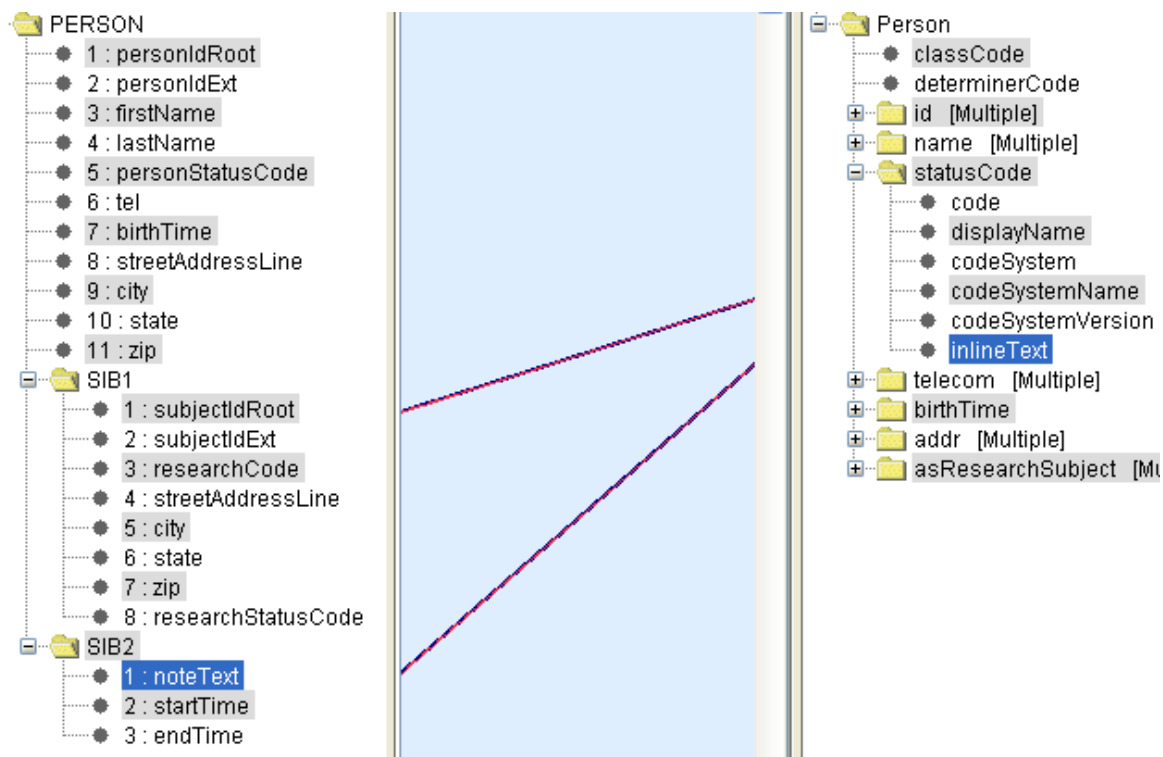 PERSON
1 : personIdRoot
2 : personIdExt
3 : firstName
4 : lastName
5 : personStatusCode
6 : tel
7 : birthTime
8 : streetAddressLine
9 : city
10 : state
11 : zip
SIB1
1 : subjectIdRoot
2 : subjectIdExt
3 : researchCode
4 : streetAddressLine
5 : city
6 : state
7 : zip
8 : researchStatusCode
SIB2
1 : noteText
2 : startTime
3 : endTime
Person
classCode
determinerCode
id [Multiple]
name [Multiple]
statusCode
code
displayName
codeSystem
codeSystemName
codeSystemVersion
inlineText
telecom [Multiple]
birthTime
addr [Multiple]
asResearchSubject